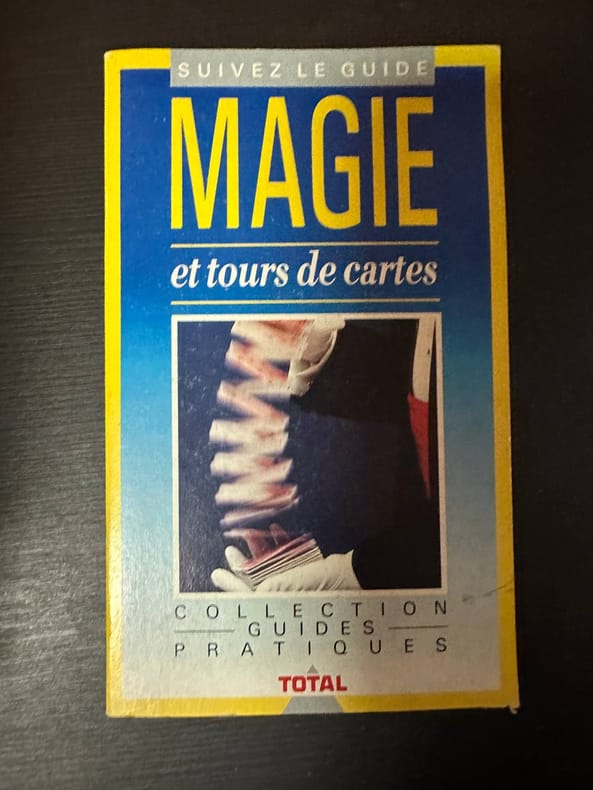 SUIVEZ LE GUIDE
MAGIE
et tours de cartes
COLLECTION
GUIDES
PRATIQUES
TOTAL